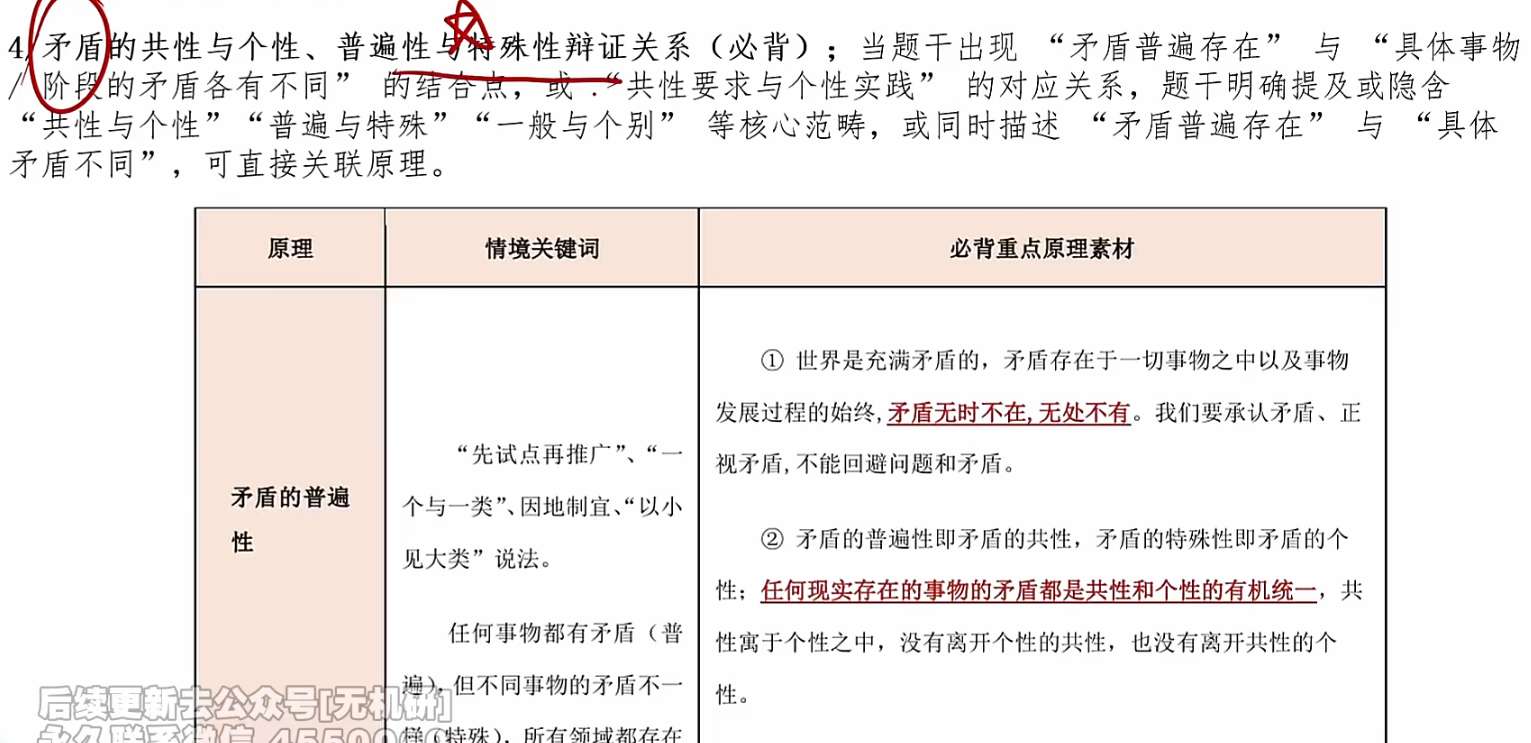 4/矛盾的共性与个性、普遍性与特殊性辩证关系（必背）；当题干出现 “矛盾普遍存在” 与 “具体事物
/ 阶段的矛盾各有不同” 的结合点，或 .“共性要求与个性实践” 的对应关系，题干明确提及或隐含
“共性与个性”“普遍与特殊”“一般与个别” 等核心范畴，或同时描述 “矛盾普遍存在” 与 “具体
矛盾不同”，可直接关联原理。
原理
情境关键词
必背重点原理素材
矛盾的普遍
性
“先试点再推广”、“一
个与一类”、因地制宜、“以小
见大类” 说法。
任何事物都有矛盾（普
遍），但不同事物的矛盾不一
样（特殊），所有领域都存在
① 世界是充满矛盾的，矛盾存在于一切事物之中以及事物
发展过程的始终,矛盾无时不在,无处不有。我们要承认矛盾、正
视矛盾,不能回避问题和矛盾。
② 矛盾的普遍性即矛盾的共性，矛盾的特殊性即矛盾的个
性；任何现实存在的事物的矛盾都是共性和个性的有机统一，共
性寓于个性之中，没有离开个性的共性，也没有离开共性的个
性。
后续更新去公众号[无机研]
永久联系微信